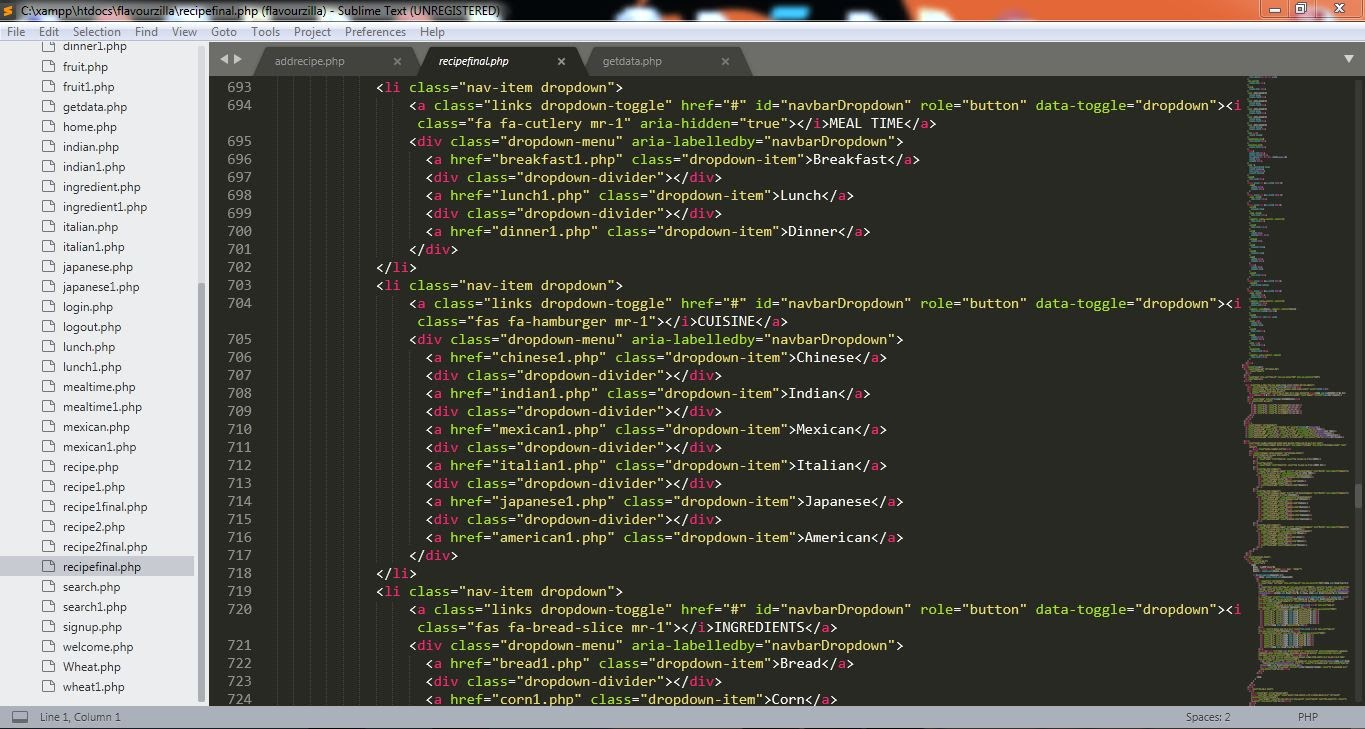 C:\xampp\htdocs\flavourzilla\recipefinal.php (flavourzilla) - Sublime Text (UNREGISTERED)
File Edit Selection Find View Goto Tools Project Preferences Help
dinner1.php
fruit.php
fruit1.php
getdata.php
home.php
indian.php
indian1.php
ingredient.php
ingredient1.php
italian.php
italian1.php
japanese.php
japanese1.php
login.php
logout.php
lunch.php
lunch1.php
mealtime.php
mealtime1.php
mexican.php
mexican1.php
recipe.php
recipe1.php
recipe1final.php
recipe2.php
recipe2final.php
recipefinal.php
search.php
search1.php
signup.php
welcome.php
Wheat.php
wheat1.php
addrecipe.php recipefinal.php getdata.php
693 <li class="nav-item dropdown">
694 <a class="links dropdown-toggle" href="#" id="navbarDropdown" role="button" data-toggle="dropdown"><i
class="fa fa-cutlery mr-1" aria-hidden="true"></i>MEAL TIME</a>
695 <div class="dropdown-menu" aria-labelledby="navbarDropdown">
696 <a href="breakfast1.php" class="dropdown-item">Breakfast</a>
697 <div class="dropdown-divider"></div>
698 <a href="lunch1.php" class="dropdown-item">Lunch</a>
699 <div class="dropdown-divider"></div>
700 <a href="dinner1.php" class="dropdown-item">Dinner</a>
701 </div>
702 </li>
703 <li class="nav-item dropdown">
704 <a class="links dropdown-toggle" href="#" id="navbarDropdown" role="button" data-toggle="dropdown"><i
class="fas fa-hamburger mr-1"></i>CUISINE</a>
705 <div class="dropdown-menu" aria-labelledby="navbarDropdown">
706 <a href="chinese1.php" class="dropdown-item">Chinese</a>
707 <div class="dropdown-divider"></div>
708 <a href="indian1.php" class="dropdown-item">Indian</a>
709 <div class="dropdown-divider"></div>
710 <a href="mexican1.php" class="dropdown-item">Mexican</a>
711 <div class="dropdown-divider"></div>
712 <a href="italian1.php" class="dropdown-item">Italian</a>
713 <div class="dropdown-divider"></div>
714 <a href="japanese1.php" class="dropdown-item">Japanese</a>
715 <div class="dropdown-divider"></div>
716 <a href="american1.php" class="dropdown-item">American</a>
717 </div>
718 </li>
719 <li class="nav-item dropdown">
720 <a class="links dropdown-toggle" href="#" id="navbarDropdown" role="button" data-toggle="dropdown"><i
class="fas fa-bread-slice mr-1"></i>INGREDIENTS</a>
721 <div class="dropdown-menu" aria-labelledby="navbarDropdown">
722 <a href="bread1.php" class="dropdown-item">Bread</a>
723 <div class="dropdown-divider"></div>
724 <a href="corn1.php" class="dropdown-item">Corn</a>
Line 1, Column 1 Spaces: 2 PHP